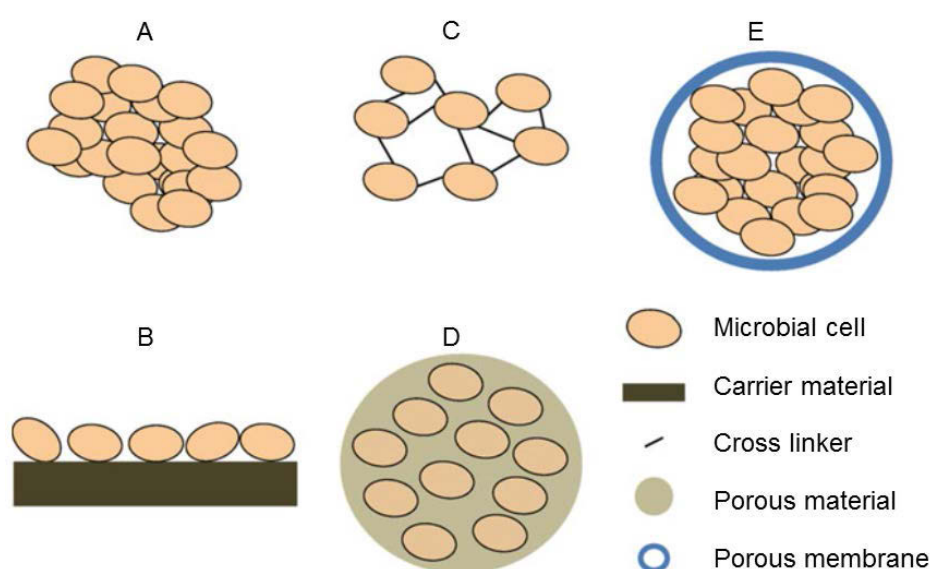 A
C
E
B
D
Microbial cell
Carrier material
Cross linker
Porous material
Porous membrane